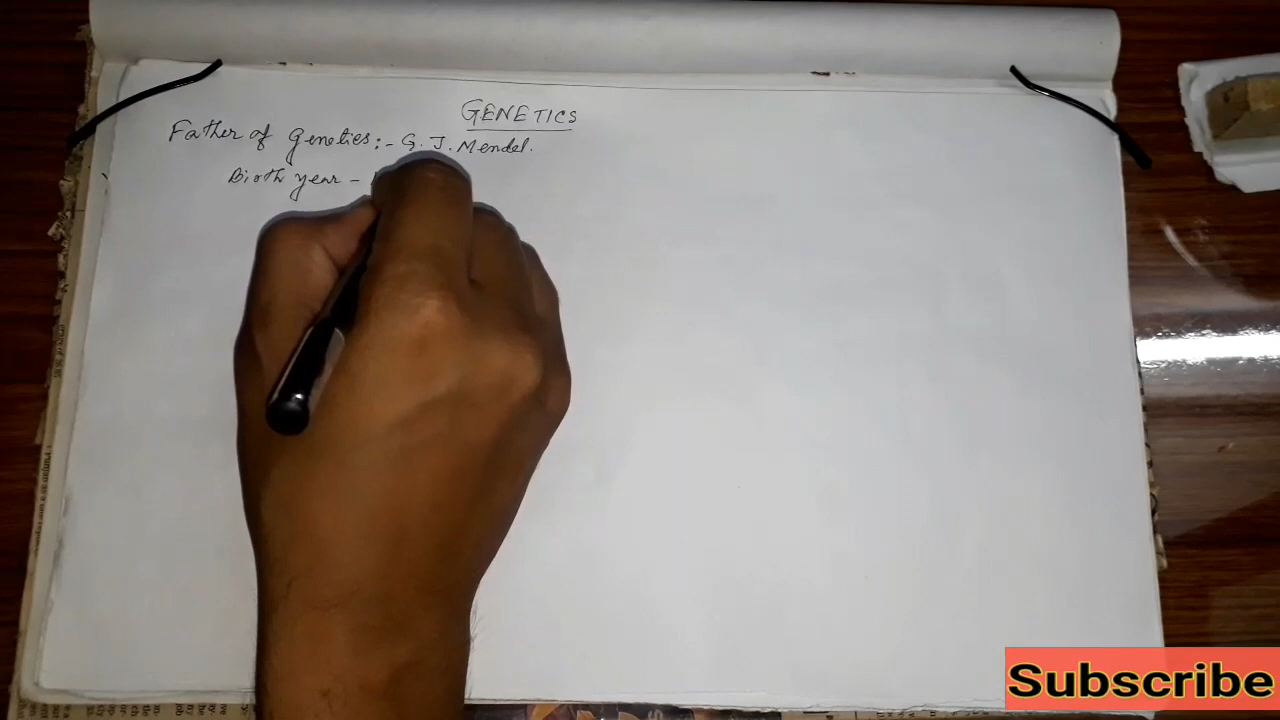 GENETICS
Father of Genetics:- G. J. Mendel.
Birth year -
Subscribe